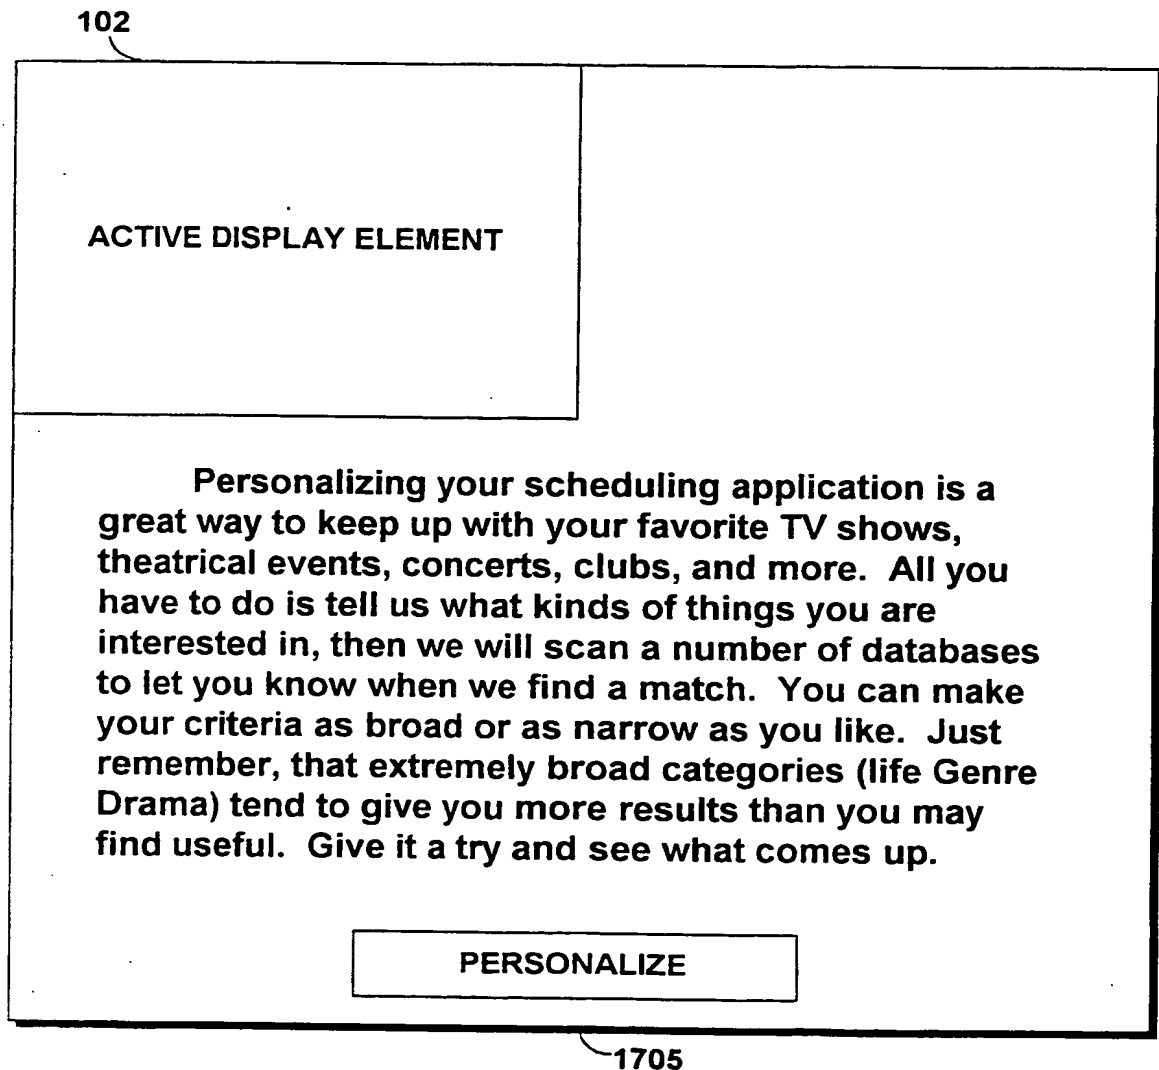 102
ACTIVE DISPLAY ELEMENT
Personalizing your scheduling application is a
great way to keep up with your favorite TV shows,
theatrical events, concerts, clubs, and more. All you
have to do is tell us what kinds of things you are
interested in, then we will scan a number of databases
to let you know when we find a match. You can make
your criteria as broad or as narrow as you like. Just
remember, that extremely broad categories (life Genre
Drama) tend to give you more results than you may
find useful. Give it a try and see what comes up.
PERSONALIZE
1705